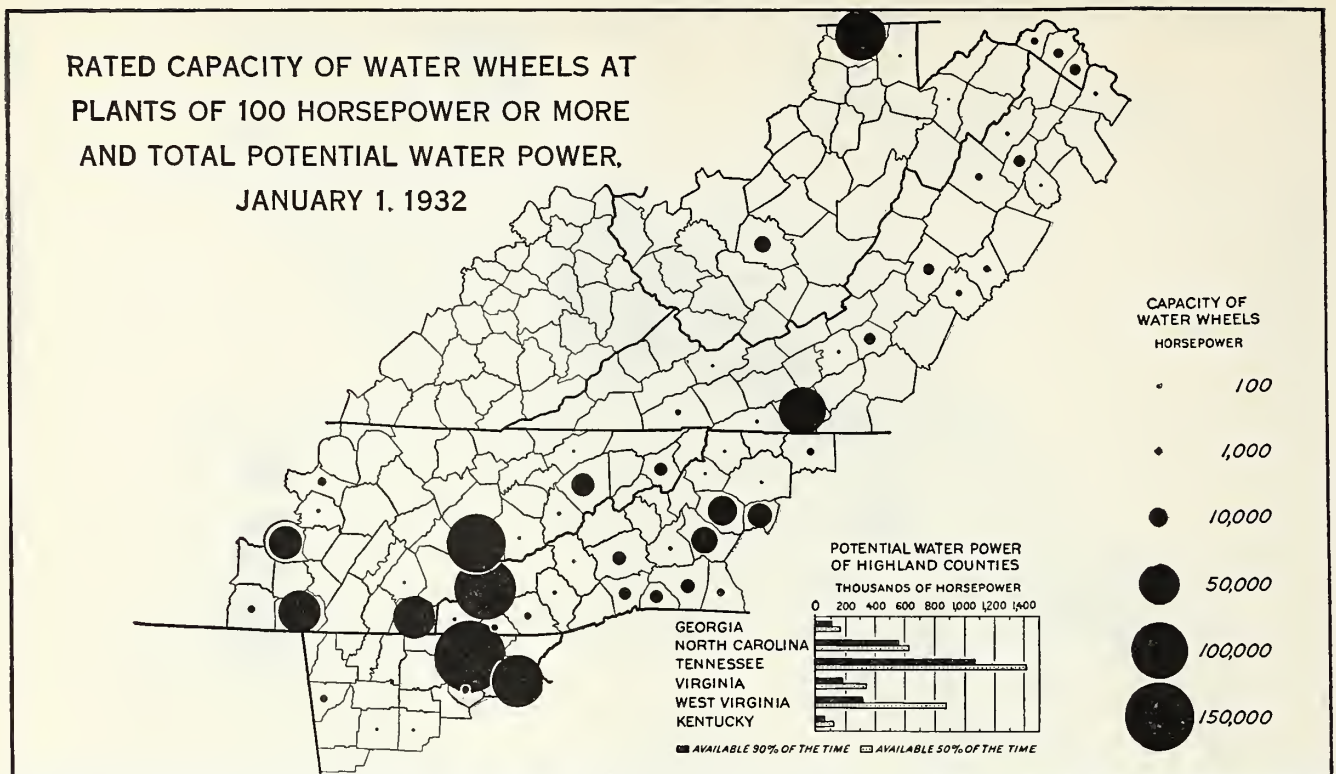 RATED CAPACITY OF WATER WHEELS AT
PLANTS OF 100 HORSEPOWER OR MORE
AND TOTAL POTENTIAL WATER POWER,
JANUARY 1, 1932
CAPACITY OF
WATER WHEELS
HORSEPOWER
100
1,000
10,000
50,000
100,000
150,000
POTENTIAL WATER POWER
OF HIGHLAND COUNTIES
THOUSANDS OF HORSEPOWER
0 200 400 600 800 1,000 1,200 1,400
GEORGIA
NORTH CAROLINA
TENNESSEE
VIRGINIA
WEST VIRGINIA
KENTUCKY
AVAILABLE 90% OF THE TIME AVAILABLE 50% OF THE TIME